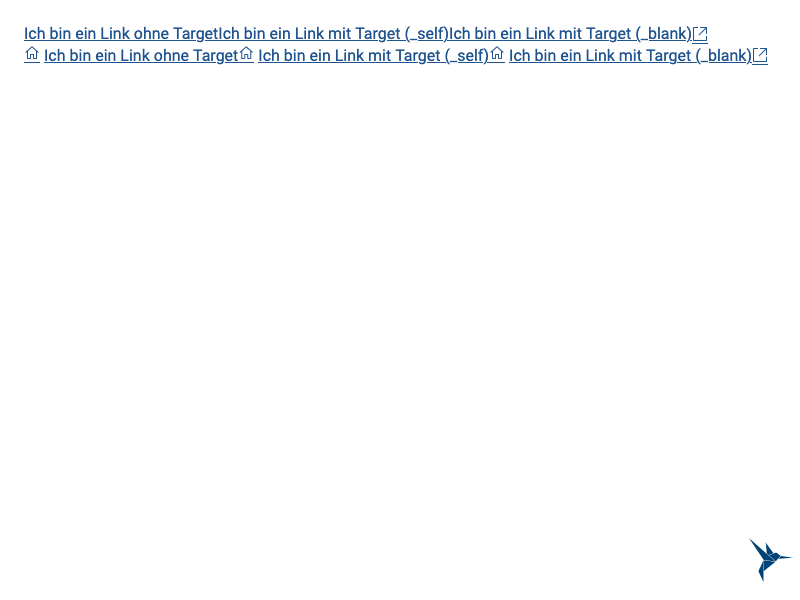 Ich bin ein Link ohne TargetIch bin ein Link mit Target (_self)Ich bin ein Link mit Target (_blank)
Ich bin ein Link ohne Target Ich bin ein Link mit Target (_self) Ich bin ein Link mit Target (_blank)